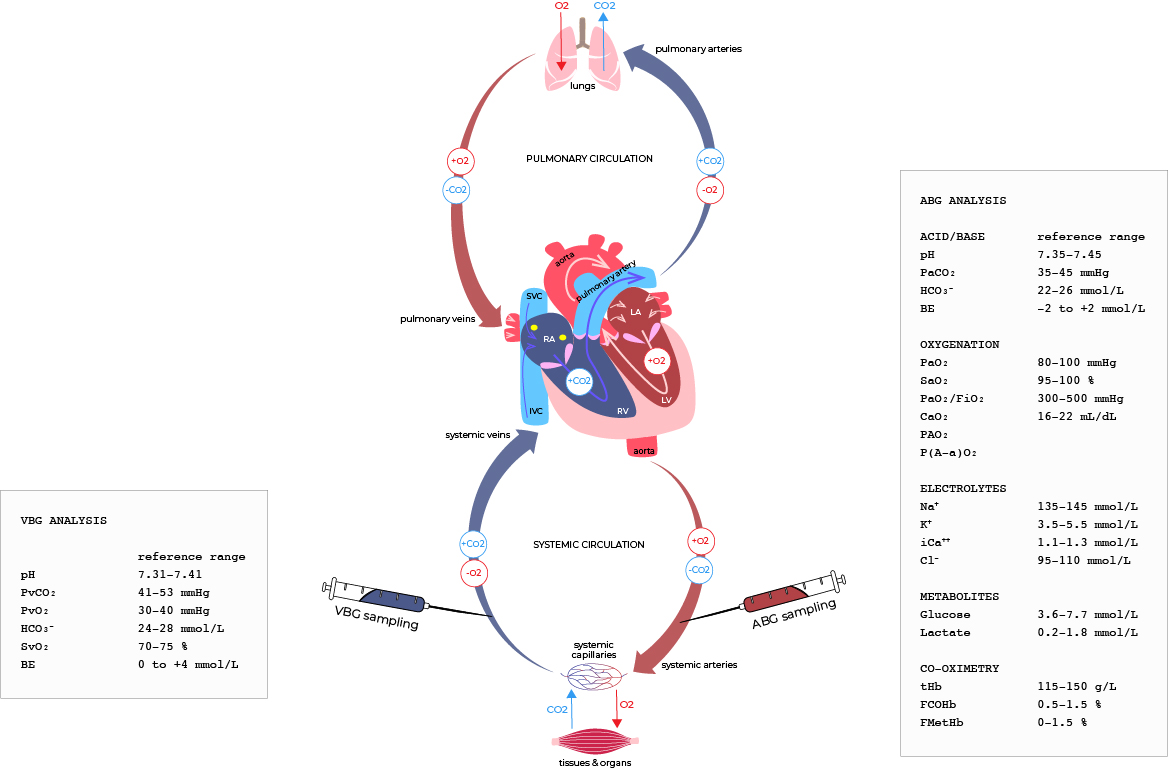 O2 CO2
pulmonary arteries
lungs
PULMONARY CIRCULATION
+O2
-CO2
+CO2
-O2
aorta
pulmonary artery
SVC
LA
pulmonary veins
RA
+O2
+CO2
LV
RV
IVC
systemic veins
aorta
SYSTEMIC CIRCULATION
+CO2
-O2
+O2
-CO2
VBG sampling
ABG sampling
systemic
capillaries
systemic arteries
CO2
O2
tissues & organs
VBG ANALYSIS
reference range
pH 7.31–7.41
PvCO₂ 41–53 mmHg
PvO₂ 30–40 mmHg
HCO₃⁻ 24–28 mmol/L
SvO₂ 70–75 %
BE 0 to +4 mmol/L
ABG ANALYSIS
ACID/BASE reference range
pH 7.35–7.45
PaCO₂ 35–45 mmHg
HCO₃⁻ 22–26 mmol/L
BE –2 to +2 mmol/L
OXYGENATION
PaO₂ 80–100 mmHg
SaO₂ 95–100 %
PaO₂/FiO₂ 300–500 mmHg
CaO₂ 16–22 mL/dL
PAO₂
P(A–a)O₂
ELECTROLYTES
Na⁺ 135–145 mmol/L
K⁺ 3.5–5.5 mmol/L
iCa⁺⁺ 1.1–1.3 mmol/L
Cl⁻ 95–110 mmol/L
METABOLITES
Glucose 3.6–7.7 mmol/L
Lactate 0.2–1.8 mmol/L
CO–OXIMETRY
tHb 115–150 g/L
FCOHb 0.5–1.5 %
FMetHb 0–1.5 %